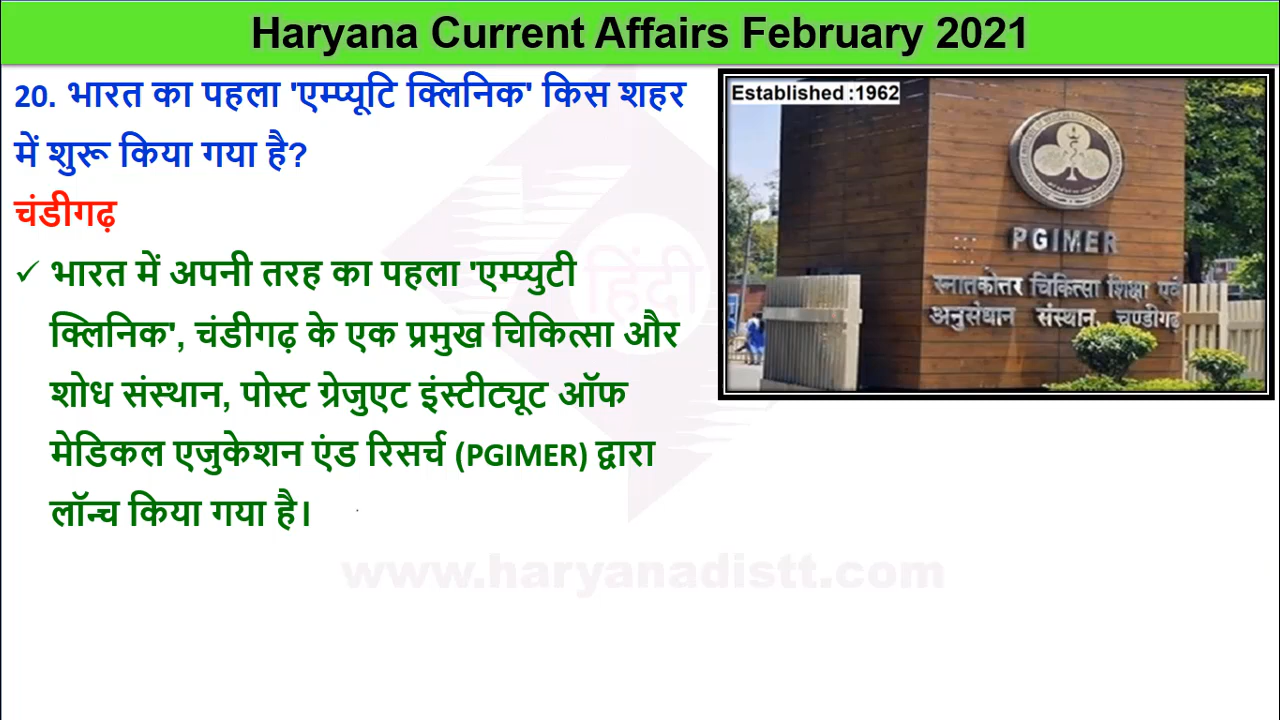 Haryana Current Affairs February 2021
20. भारत का पहला 'एम्प्यूटि क्लिनिक' किस शहर
में शुरू किया गया है?
चंडीगढ़
✓ भारत में अपनी तरह का पहला 'एम्प्युटी
क्लिनिक', चंडीगढ़ के एक प्रमुख चिकित्सा और
शोध संस्थान, पोस्ट ग्रेजुएट इंस्टीट्यूट ऑफ
मेडिकल एजुकेशन एंड रिसर्च (PGIMER) द्वारा
लॉन्च किया गया है।
Established :1962
PGIMER
स्नातकोत्तर चिकित्सा शिक्षा एवं
अनुसंधान संस्थान, चण्डीगढ़
हिंदी
www.haryanadistt.com